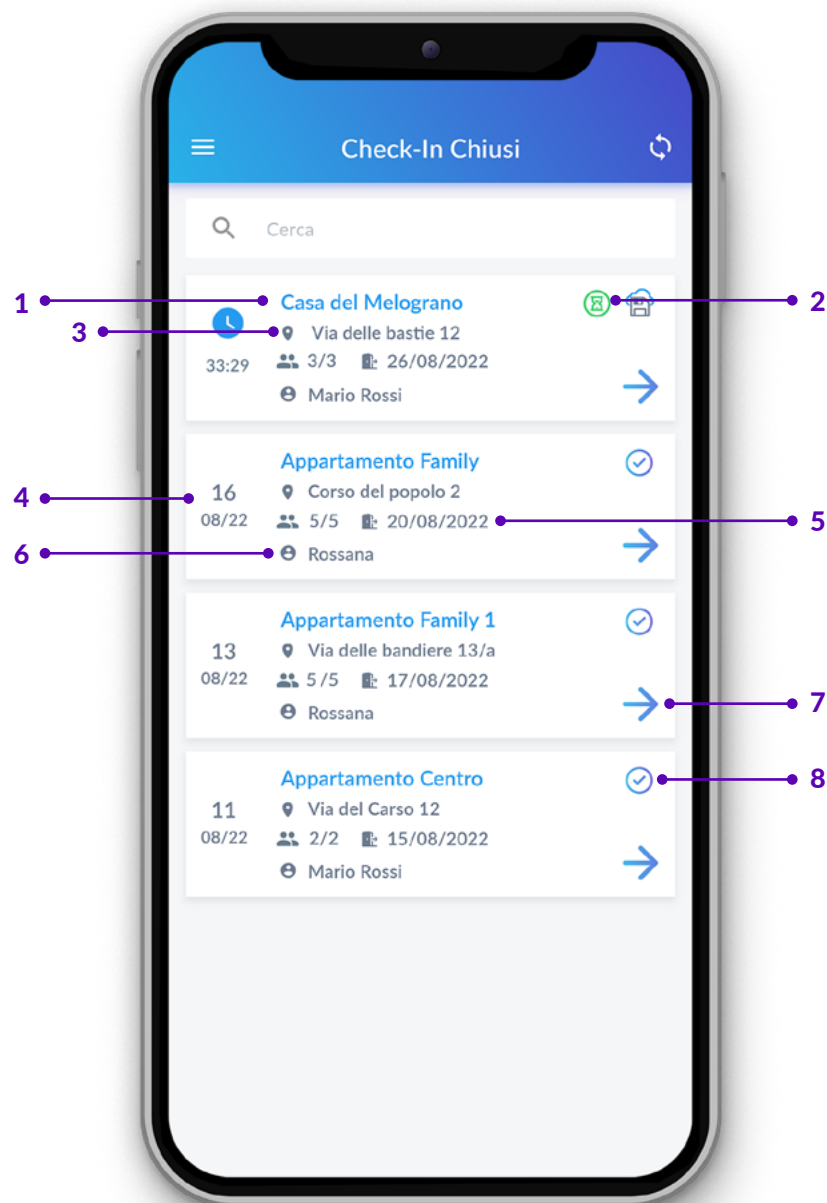 Check-In Chiusi
Cerca
1
Casa del Melograno
2
3
Via delle bastie 12
33:29
3/3 26/08/2022
Mario Rossi
Appartamento Family
4
16
Corso del popolo 2
08/22
5/5 20/08/2022
5
6
Rossana
Appartamento Family 1
13
Via delle bandiere 13/a
08/22
5/5 17/08/2022
7
Rossana
Appartamento Centro
8
11
Via del Carso 12
08/22
2/2 15/08/2022
Mario Rossi